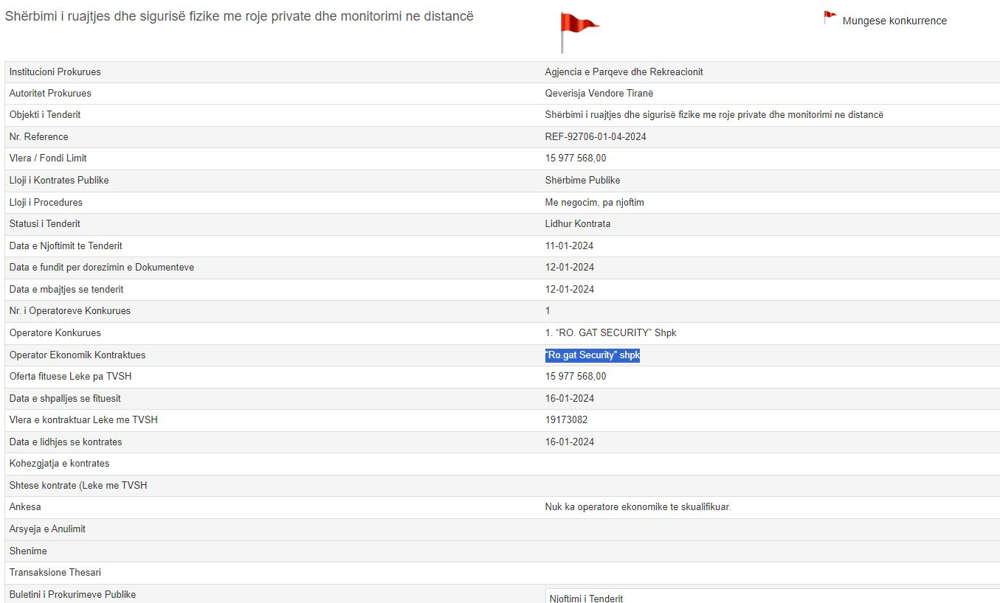 Shërbimi i ruajtjes dhe sigurisë fizike me roje private dhe monitorimi ne distancë
Mungese konkurrence
Institucioni Prokurues Agjencia e Parqeve dhe Rekreacionit
Autoritet Prokurues Qeverisja Vendore Tiranë
Objekti i Tenderit Shërbimi i ruajtjes dhe sigurisë fizike me roje private dhe monitorimi ne distancë
Nr. Reference REF-92706-01-04-2024
Vlera / Fondi Limit 15 977 568,00
Lloji i Kontrates Publike Shërbime Publike
Lloji i Procedures Me negocim, pa njoftim
Statusi i Tenderit Lidhur Kontrata
Data e Njoftimit te Tenderit 11-01-2024
Data e fundit per dorezimin e Dokumenteve 12-01-2024
Data e mbajtjes se tenderit 12-01-2024
Nr. i Operatoreve Konkurues 1
Operatore Konkurues 1. “RO. GAT SECURITY” Shpk
Operator Ekonomik Kontraktues “Ro.gat Security” shpk
Oferta fituese Leke pa TVSH 15 977 568,00
Data e shpalljes se fituesit 16-01-2024
Vlera e kontraktuar Leke me TVSH 19173082
Data e lidhjes se kontrates 16-01-2024
Kohezgjatja e kontrates
Shtese kontrate (Leke me TVSH
Ankesa Nuk ka operatore ekonomike te skualifikuar.
Arsyeja e Anulimit
Shenime
Transaksione Thesari
Buletini i Prokurimeve Publike
Njoftimi i Tenderit